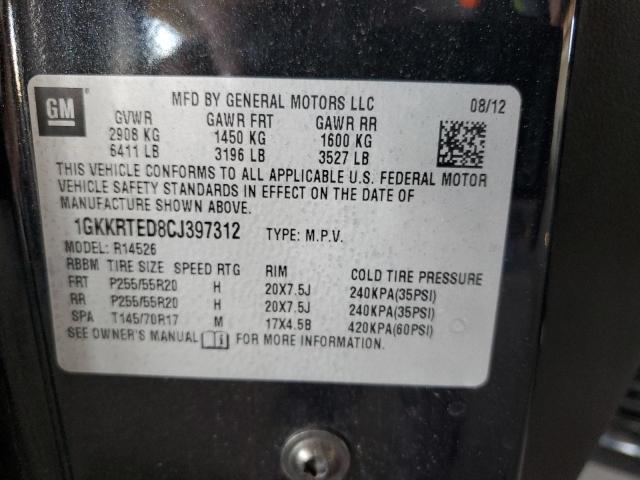 GM
MFD BY GENERAL MOTORS LLC 08/12
GVWR GAWR FRT GAWR RR
2908 KG 1450 KG 1600 KG
6411 LB 3196 LB 3527 LB
THIS VEHICLE CONFORMS TO ALL APPLICABLE U.S. FEDERAL MOTOR
VEHICLE SAFETY STANDARDS IN EFFECT ON THE DATE OF
MANUFACTURE SHOWN ABOVE.
1GKKRTED8CJ397312 TYPE: M.P.V.
MODEL: R14526
RBBM TIRE SIZE SPEED RTG RIM COLD TIRE PRESSURE
FRT P255/55R20 H 20X7.5J 240KPA(35PSI)
RR P255/55R20 H 20X7.5J 240KPA(35PSI)
SPA T145/70R17 M 17X4.5B 420KPA(60PSI)
SEE OWNER'S MANUAL FOR MORE INFORMATION.